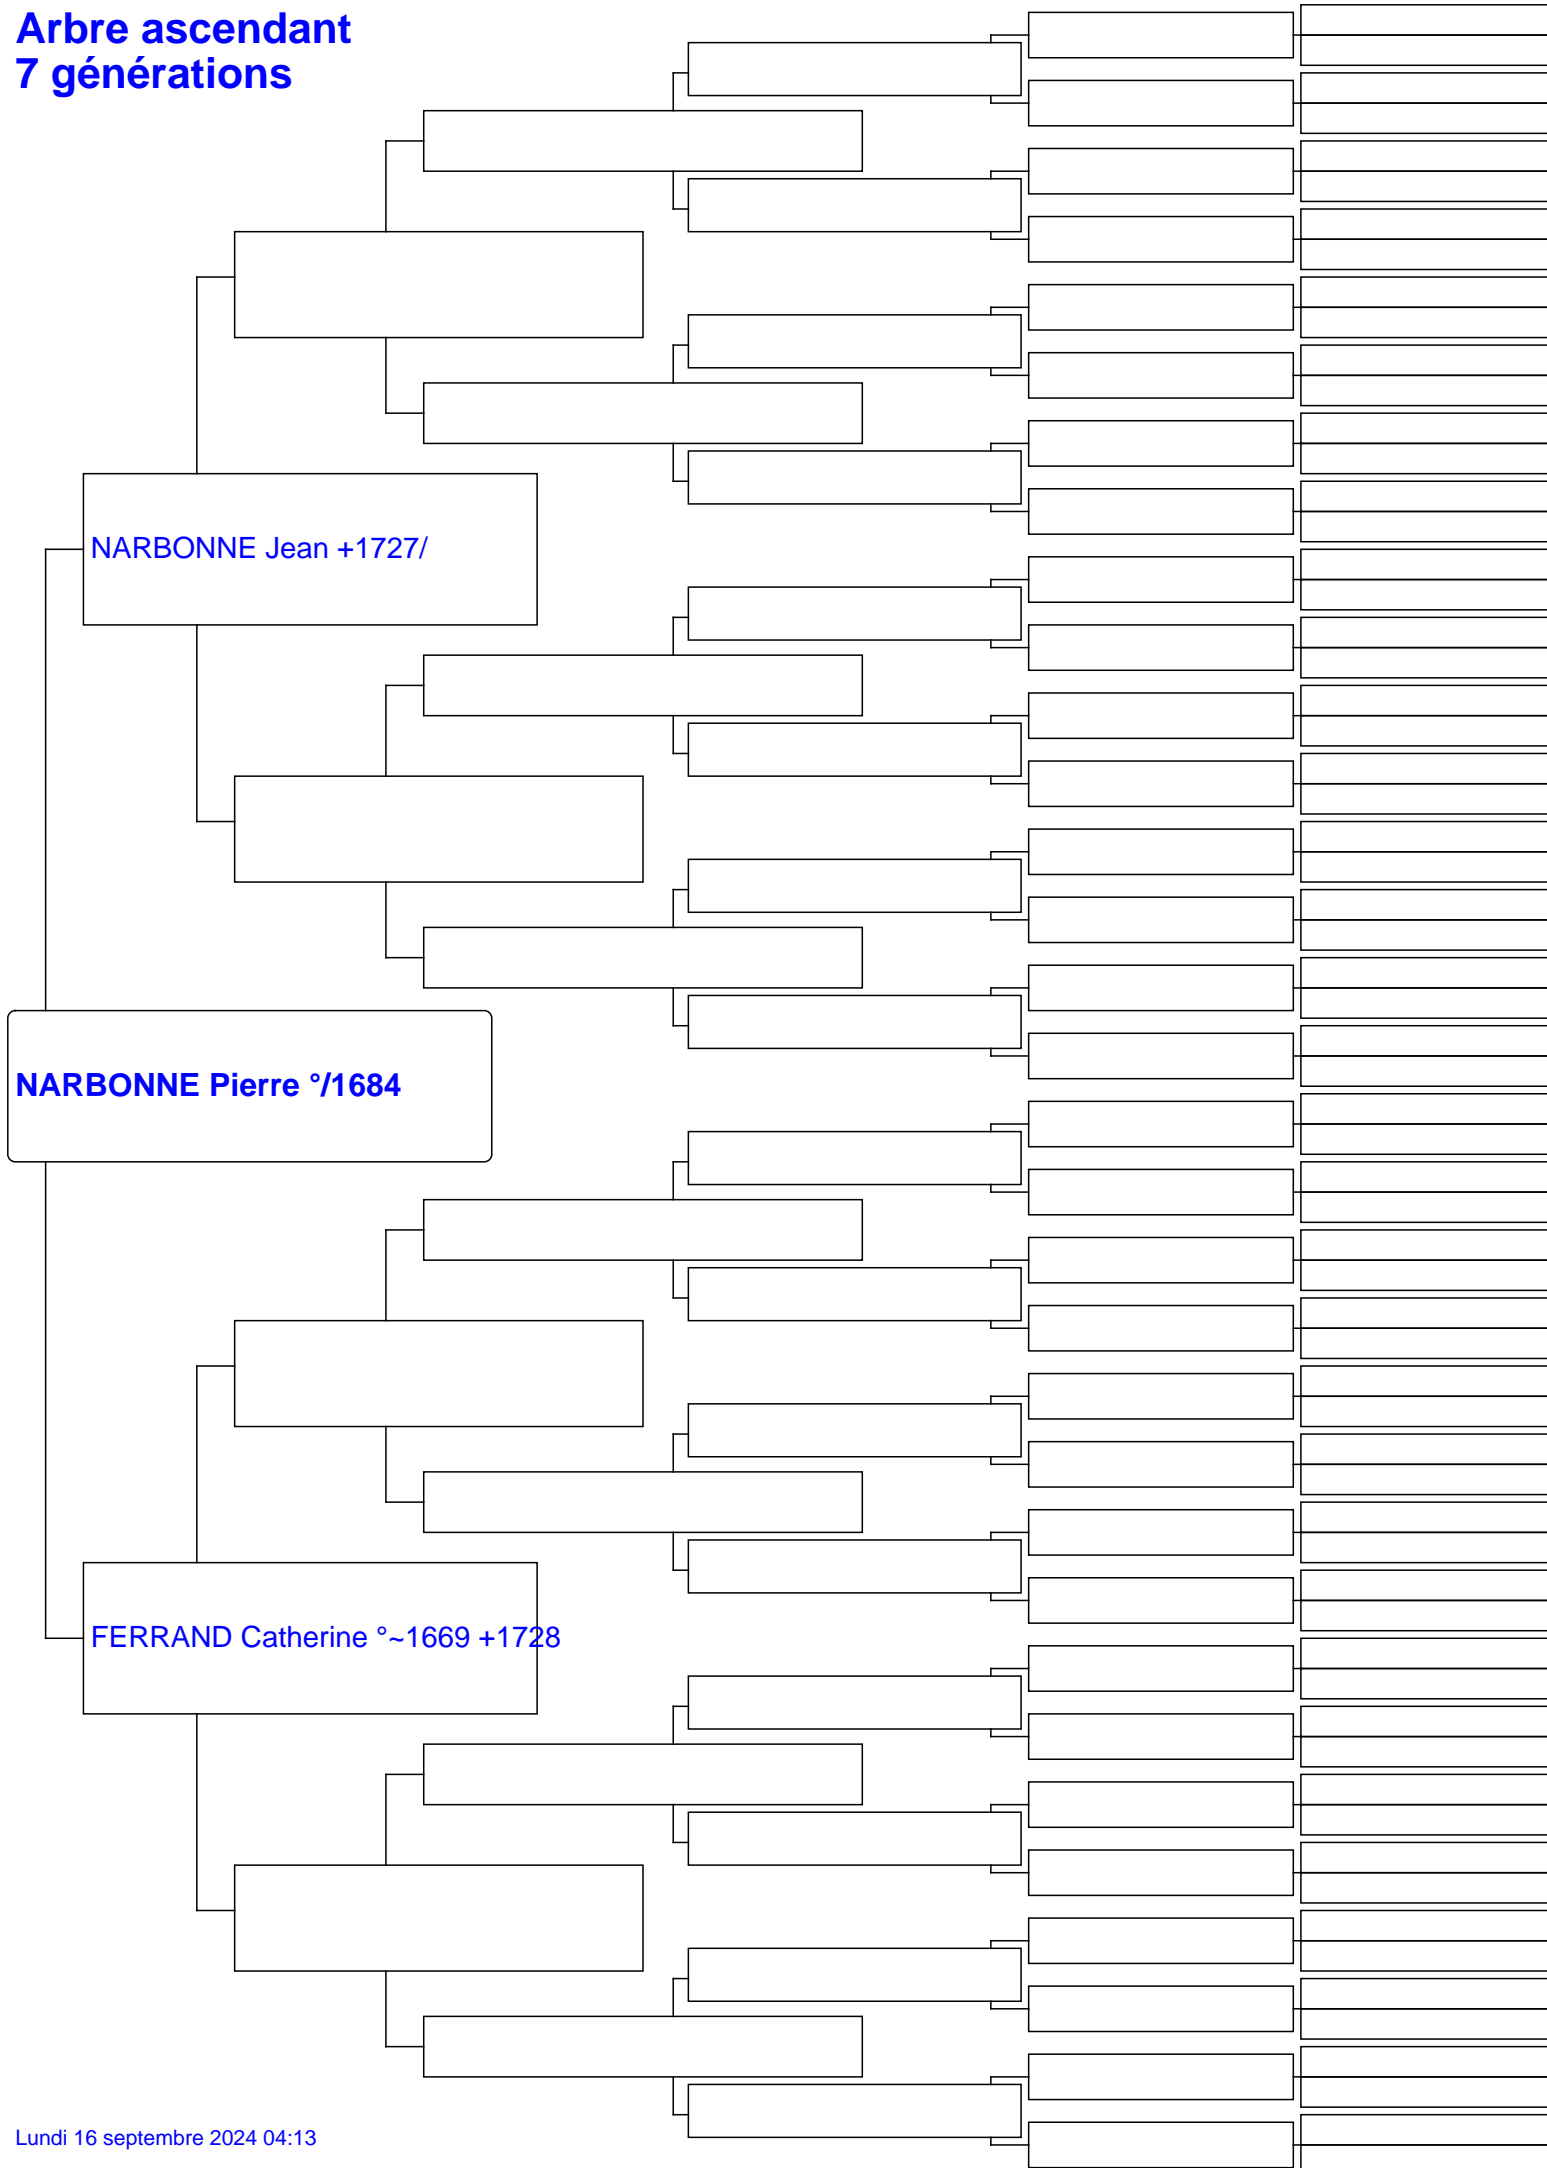 Arbre ascendant
7 générations
NARBONNE Jean +1727/
NARBONNE Pierre °/1684
FERRAND Catherine °~1669 +1728
Lundi 16 septembre 2024 04:13